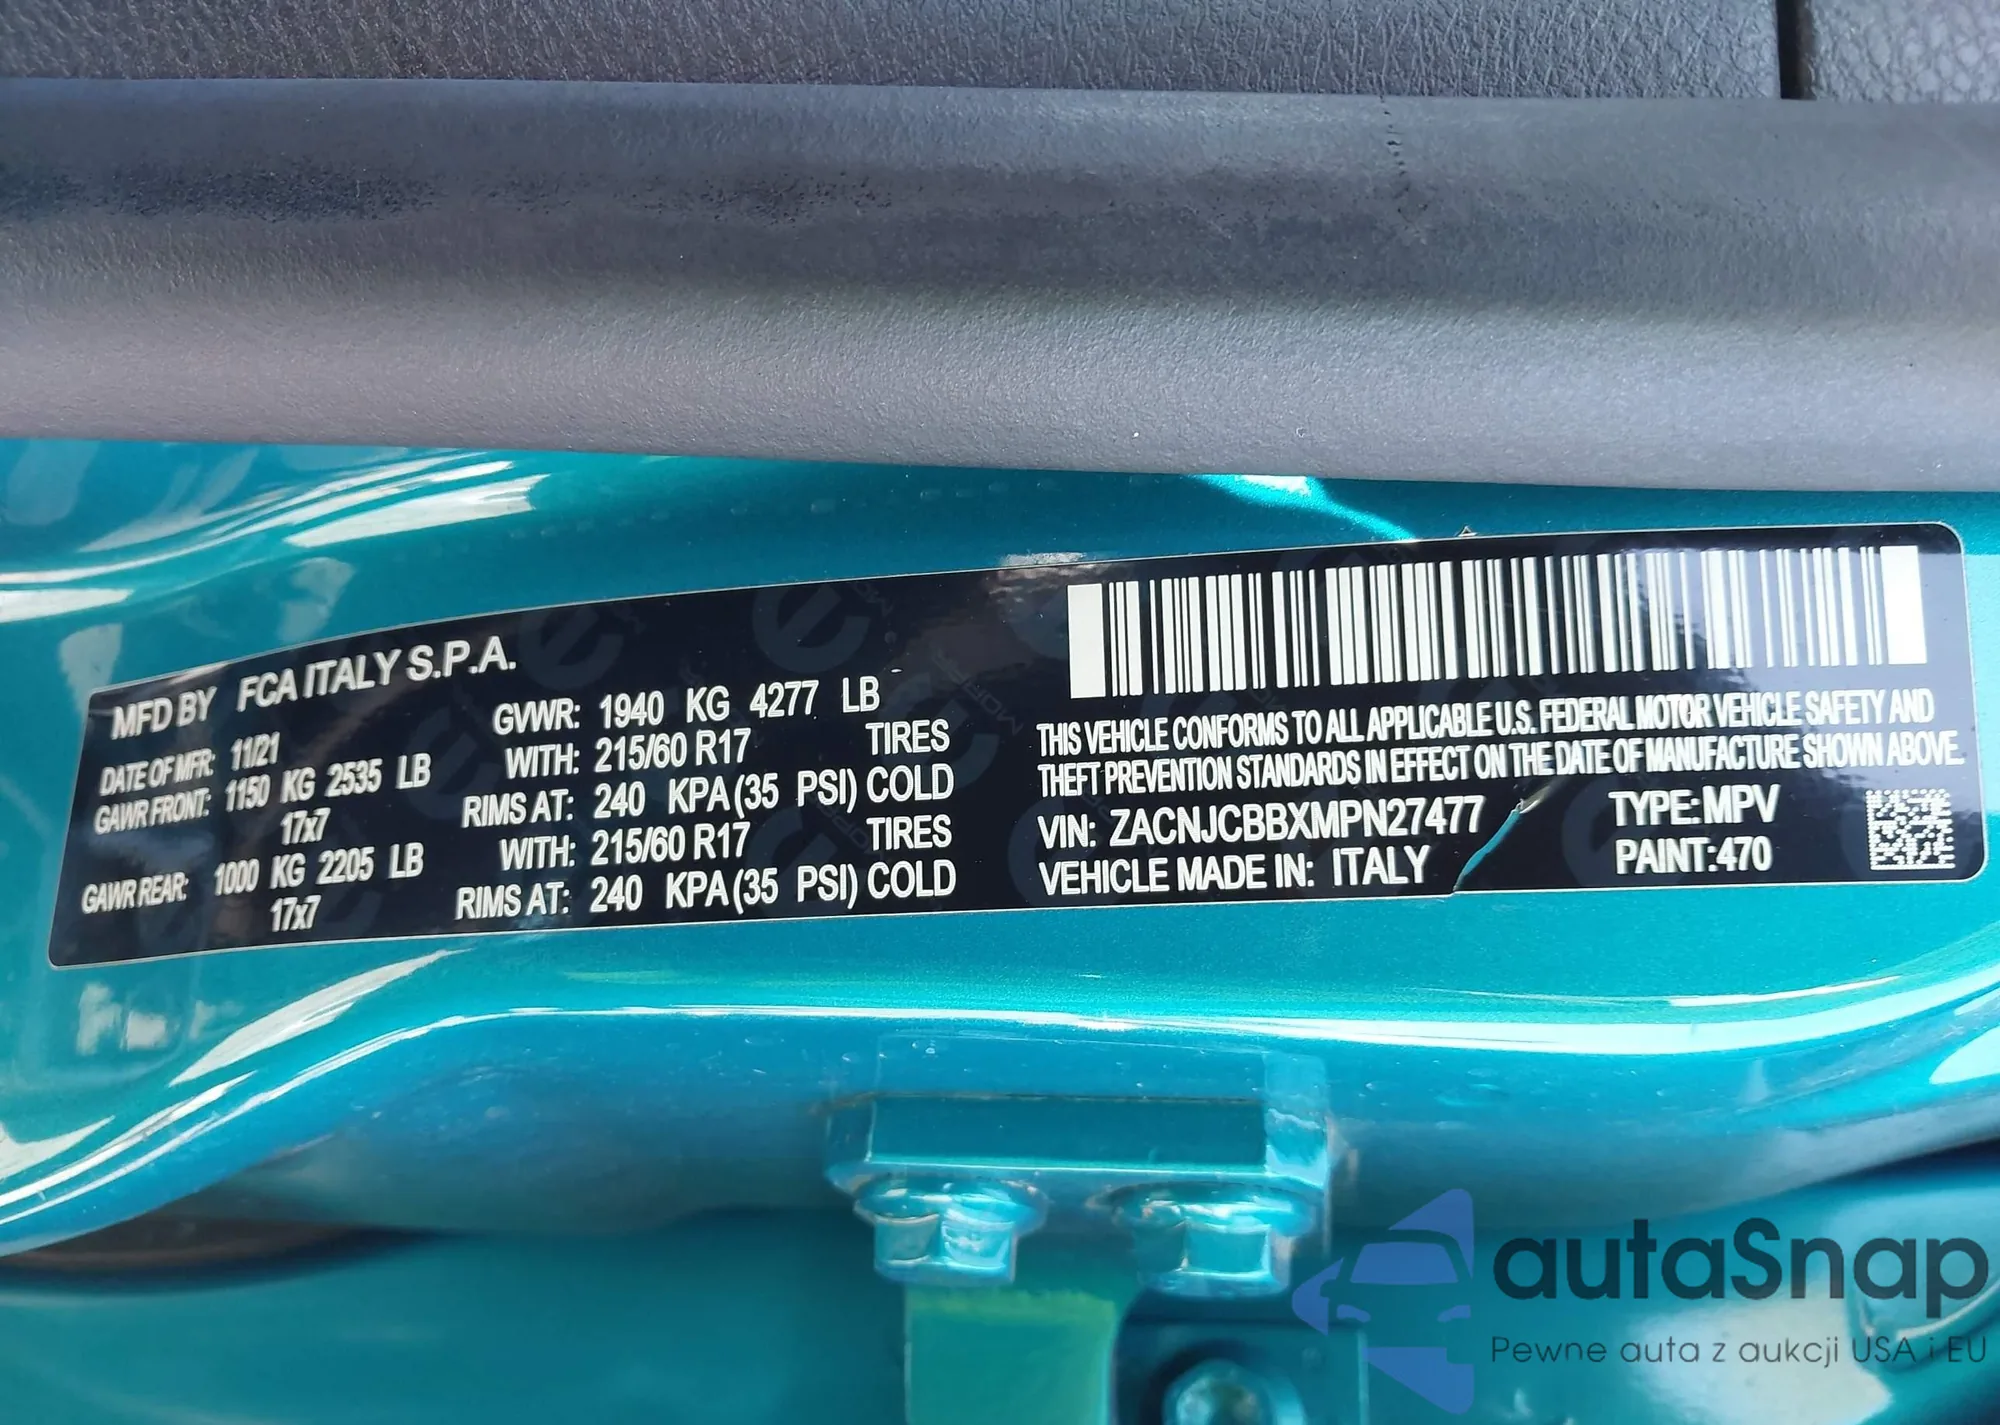 MFD BY FCA ITALY S.P.A.
DATE OF MFR: 11/21
GVWR: 1940 KG 4277 LB
GAWR FRONT: 1150 KG 2535 LB
WITH: 215/60 R17 TIRES
17x7
RIMS AT: 240 KPA(35 PSI) COLD
GAWR REAR: 1000 KG 2205 LB
WITH: 215/60 R17 TIRES
17x7
RIMS AT: 240 KPA(35 PSI) COLD
THIS VEHICLE CONFORMS TO ALL APPLICABLE U.S. FEDERAL MOTOR VEHICLE SAFETY AND
THEFT PREVENTION STANDARDS IN EFFECT ON THE DATE OF MANUFACTURE SHOWN ABOVE.
VIN: ZACNJCBBXMPN27477 TYPE:MPV
VEHICLE MADE IN: ITALY PAINT:470
autaSnap
Pewne auta z aukcji USA i EU